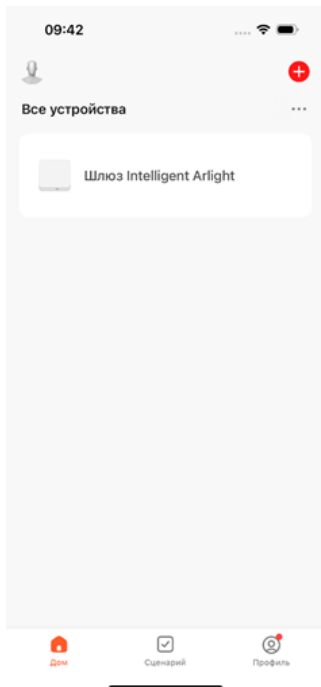 09:42
Все устройства
Шлюз Intelligent Arlight
Дом
Сценарий
Профиль